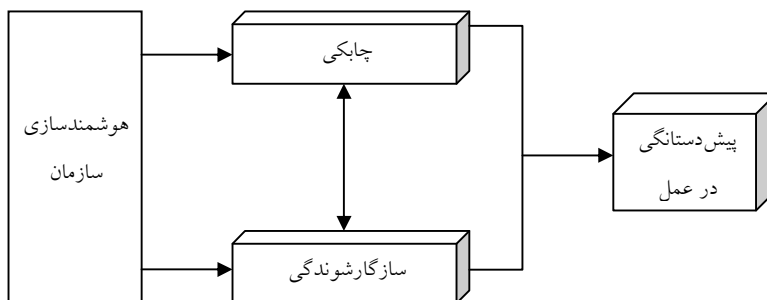 چابکی
هوشمندسازی
سازمان
پیش‌دستانگی
در عمل
سازگارشوندگی